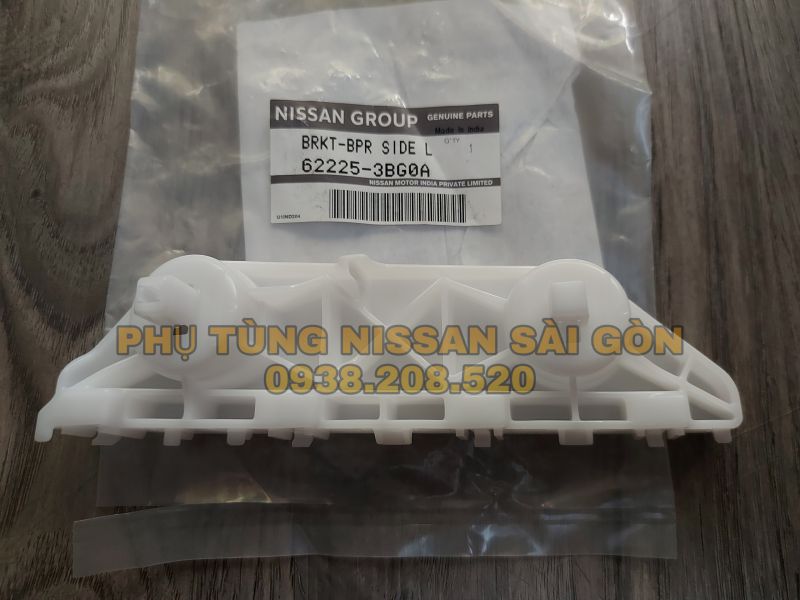 NISSAN GROUP GENUINE PARTS
Made in India
BRKT-BPR SIDE L Q'TY 1
62225-3BG0A
NISSAN MOTOR INDIA PRIVATE LIMITED
PHỤ TÙNG NISSAN SÀI GÒN
0938.208.520